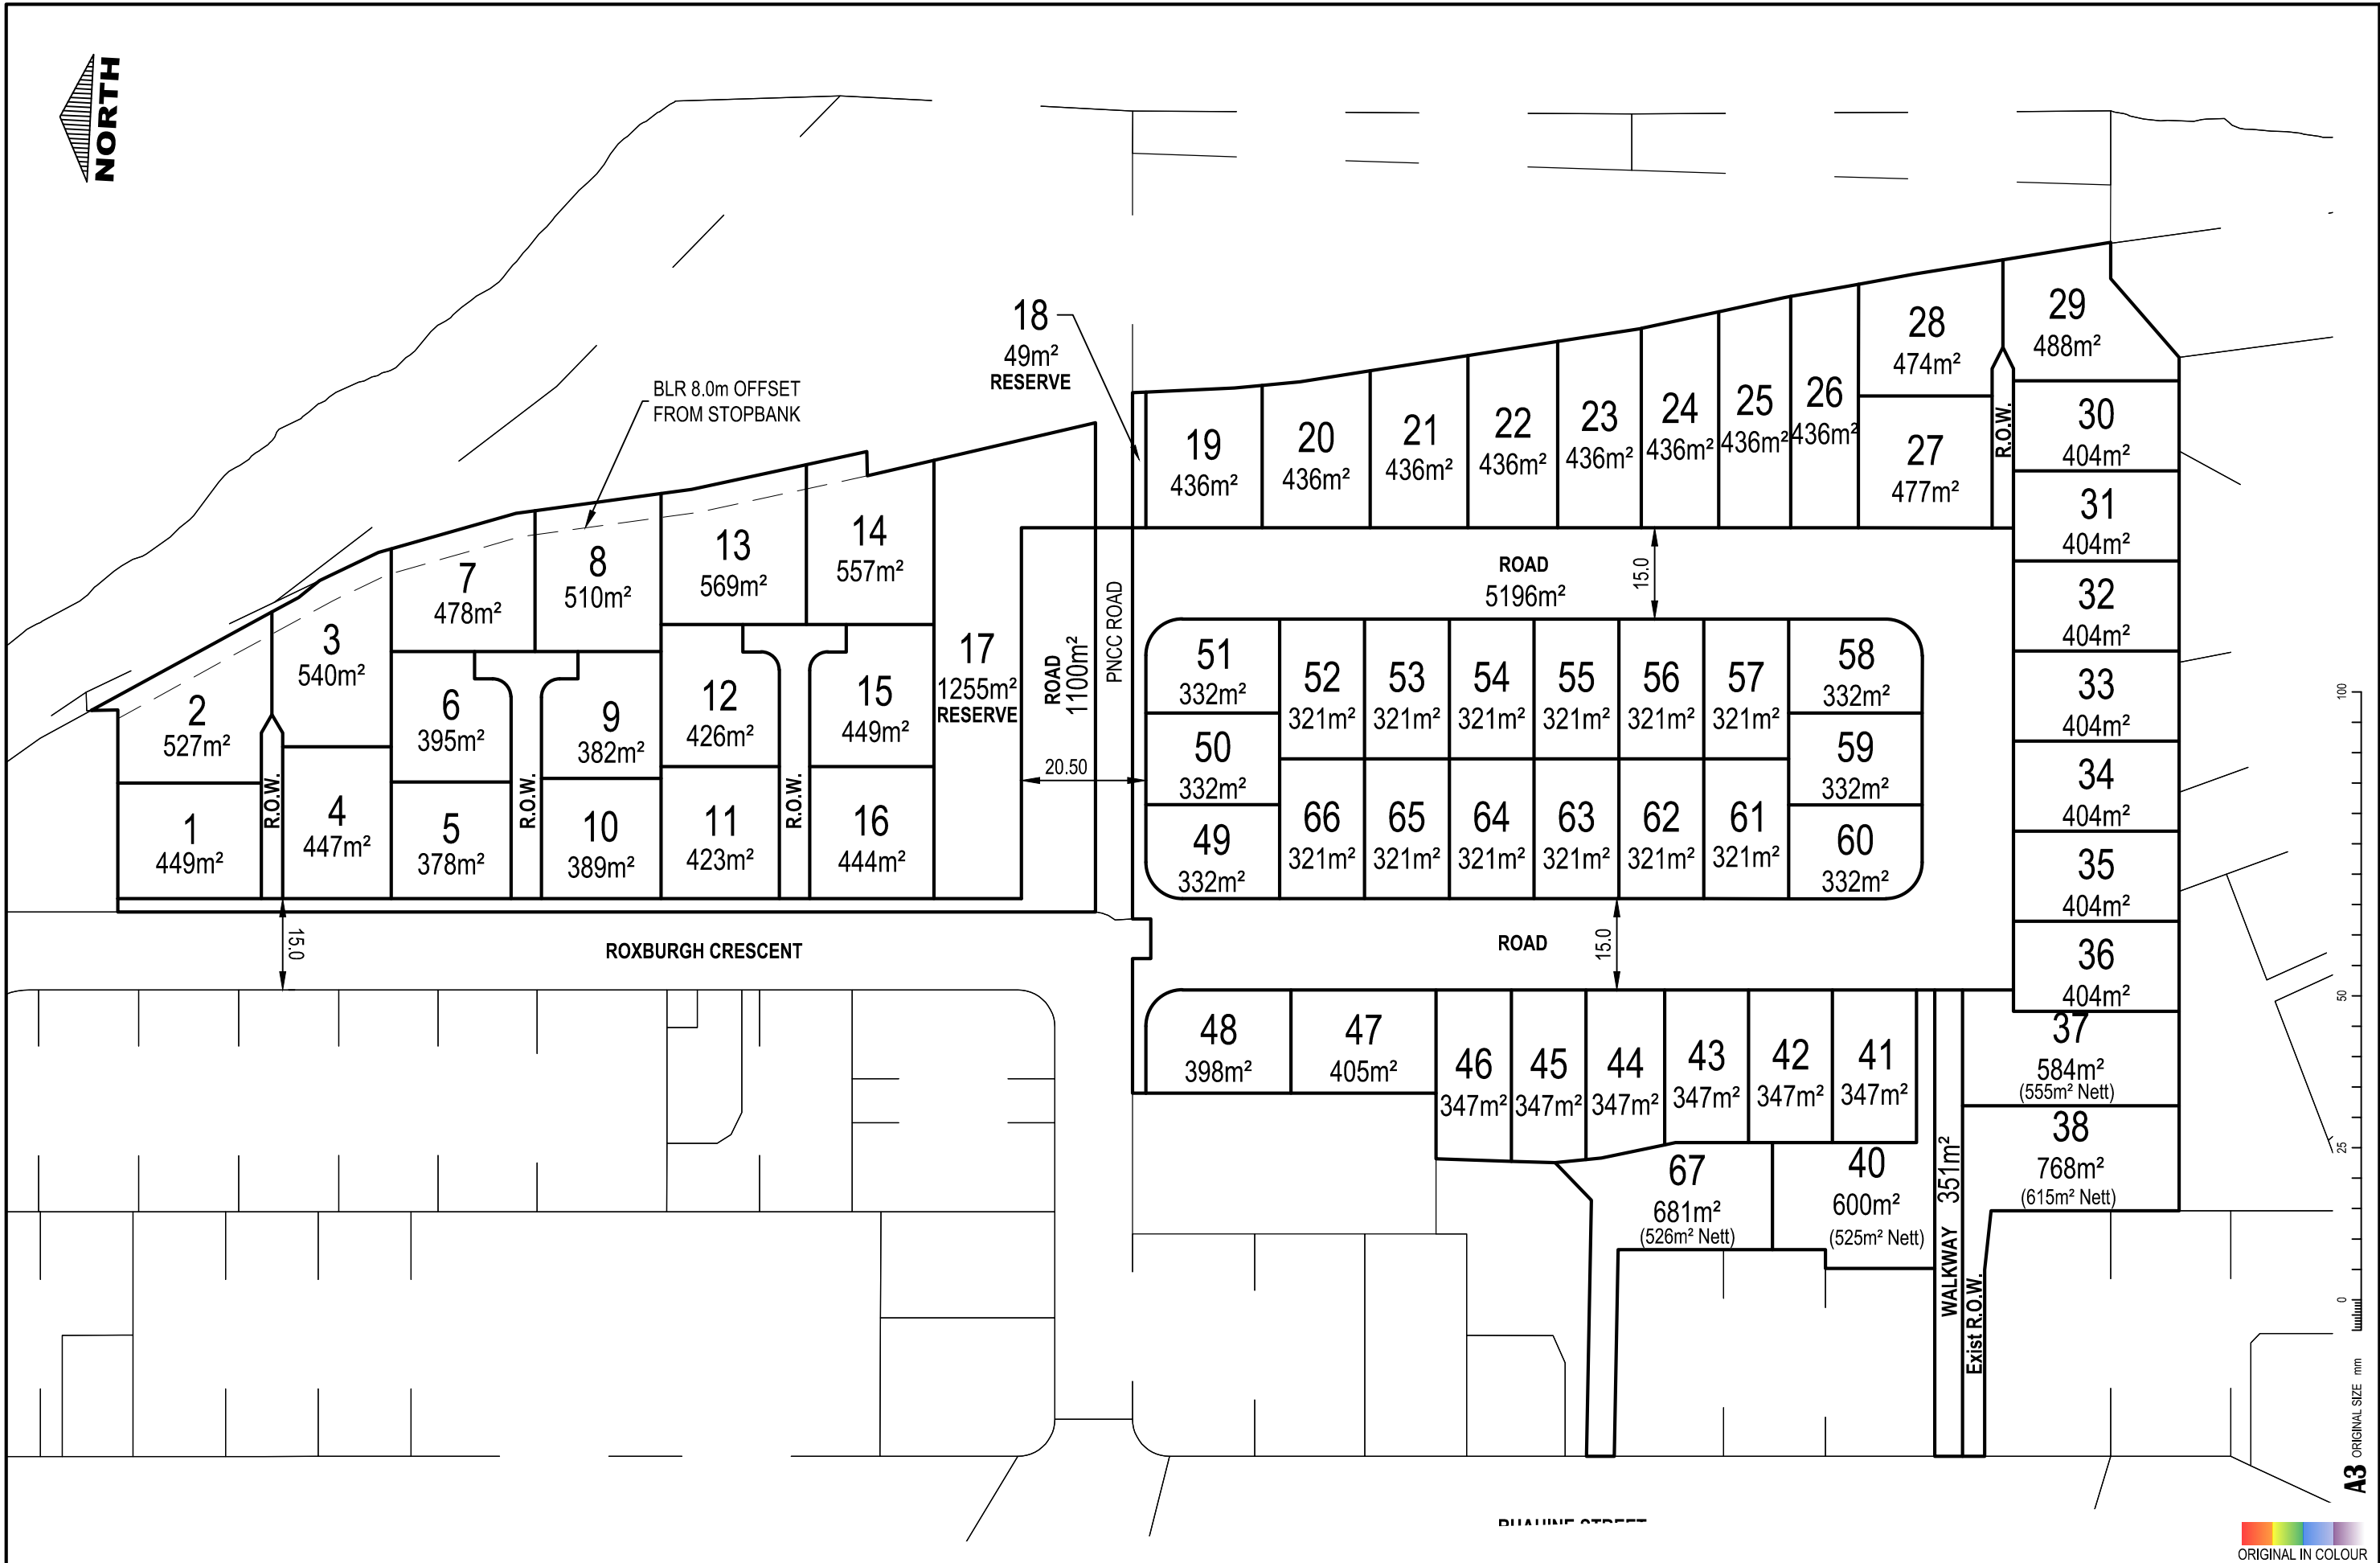 NORTH
18
49m²
RESERVE
BLR 8.0m OFFSET
FROM STOPBANK
1
449m²
2
527m²
R.O.W.
3
540m²
4
447m²
5
378m²
6
395m²
7
478m²
8
510m²
R.O.W.
9
382m²
10
389m²
11
423m²
12
426m²
13
569m²
14
557m²
R.O.W.
15
449m²
16
444m²
17
1255m²
RESERVE
ROAD
1100m²
PNCC ROAD
20.50
15.0
ROXBURGH CRESCENT
19
436m²
20
436m²
21
436m²
22
436m²
23
436m²
24
436m²
25
436m²
26
436m²
27
477m²
28
474m²
R.O.W.
29
488m²
30
404m²
31
404m²
32
404m²
33
404m²
34
404m²
35
404m²
36
404m²
37
584m²
(555m² Nett)
38
768m²
(615m² Nett)
ROAD
5196m²
15.0
51
332m²
50
332m²
49
332m²
52
321m²
53
321m²
54
321m²
55
321m²
56
321m²
57
321m²
58
332m²
59
332m²
60
332m²
66
321m²
65
321m²
64
321m²
63
321m²
62
321m²
61
321m²
ROAD
15.0
48
398m²
47
405m²
46
347m²
45
347m²
44
347m²
43
347m²
42
347m²
41
347m²
67
681m²
(526m² Nett)
40
600m²
(525m² Nett)
WALKWAY 351m²
Exist R.O.W.
100
50
25
0
A3 ORIGINAL SIZE mm
ORIGINAL IN COLOUR